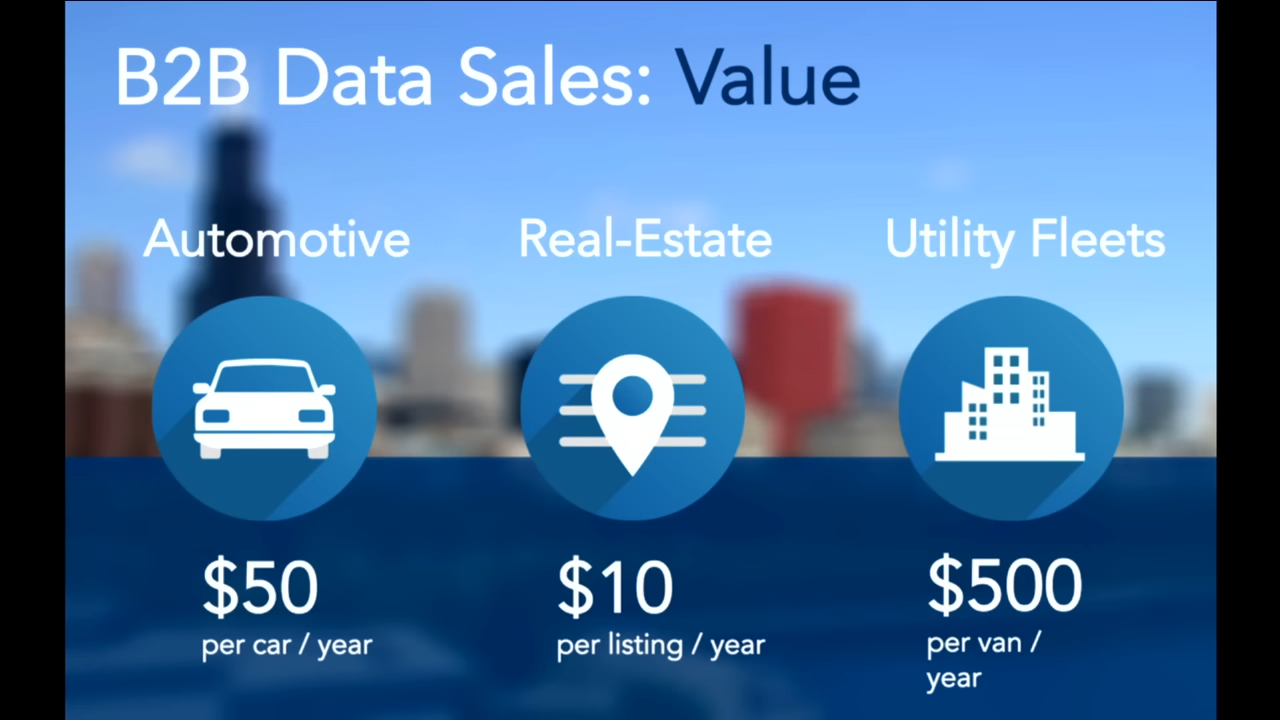 B2B Data Sales: Value
Automotive
Real-Estate
Utility Fleets
$50
per car / year
$10
per listing / year
$500
per van /
year